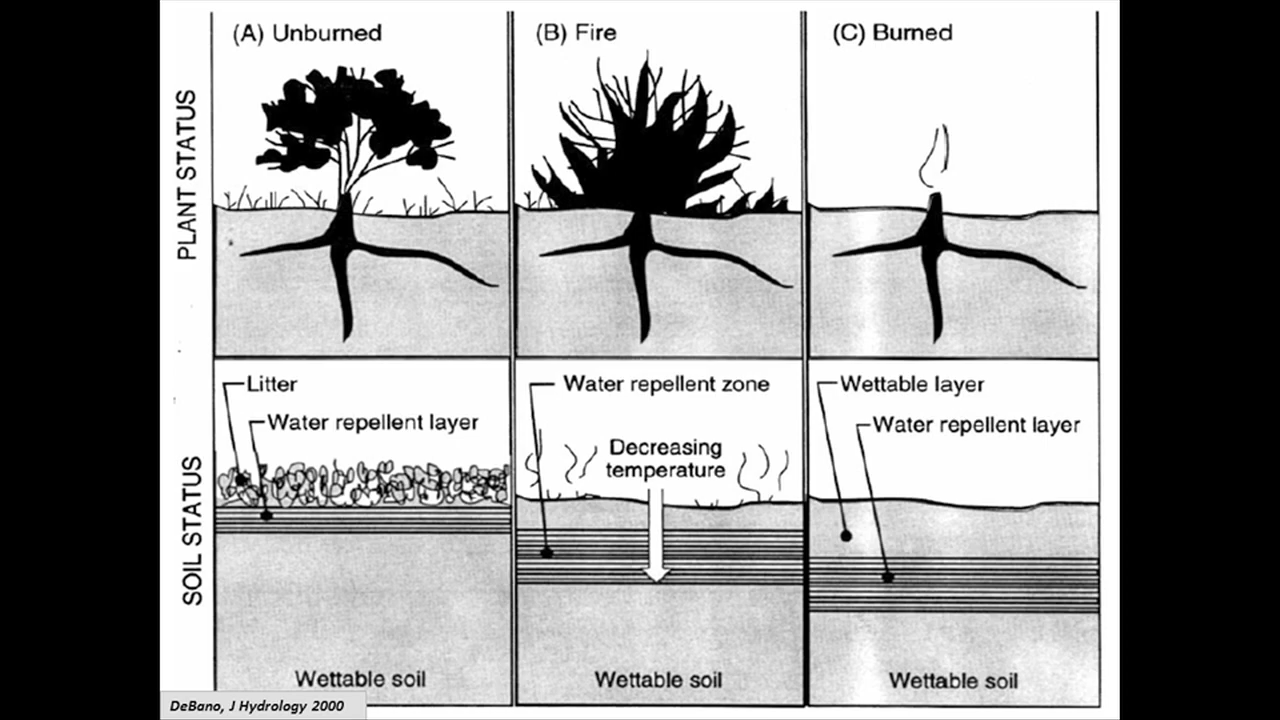 (A) Unburned
(B) Fire
(C) Burned
PLANT STATUS
SOIL STATUS
Litter
Water repellent layer
Wettable soil
Water repellent zone
Decreasing
temperature
Wettable soil
Wettable layer
Water repellent layer
Wettable soil
DeBano, J Hydrology 2000